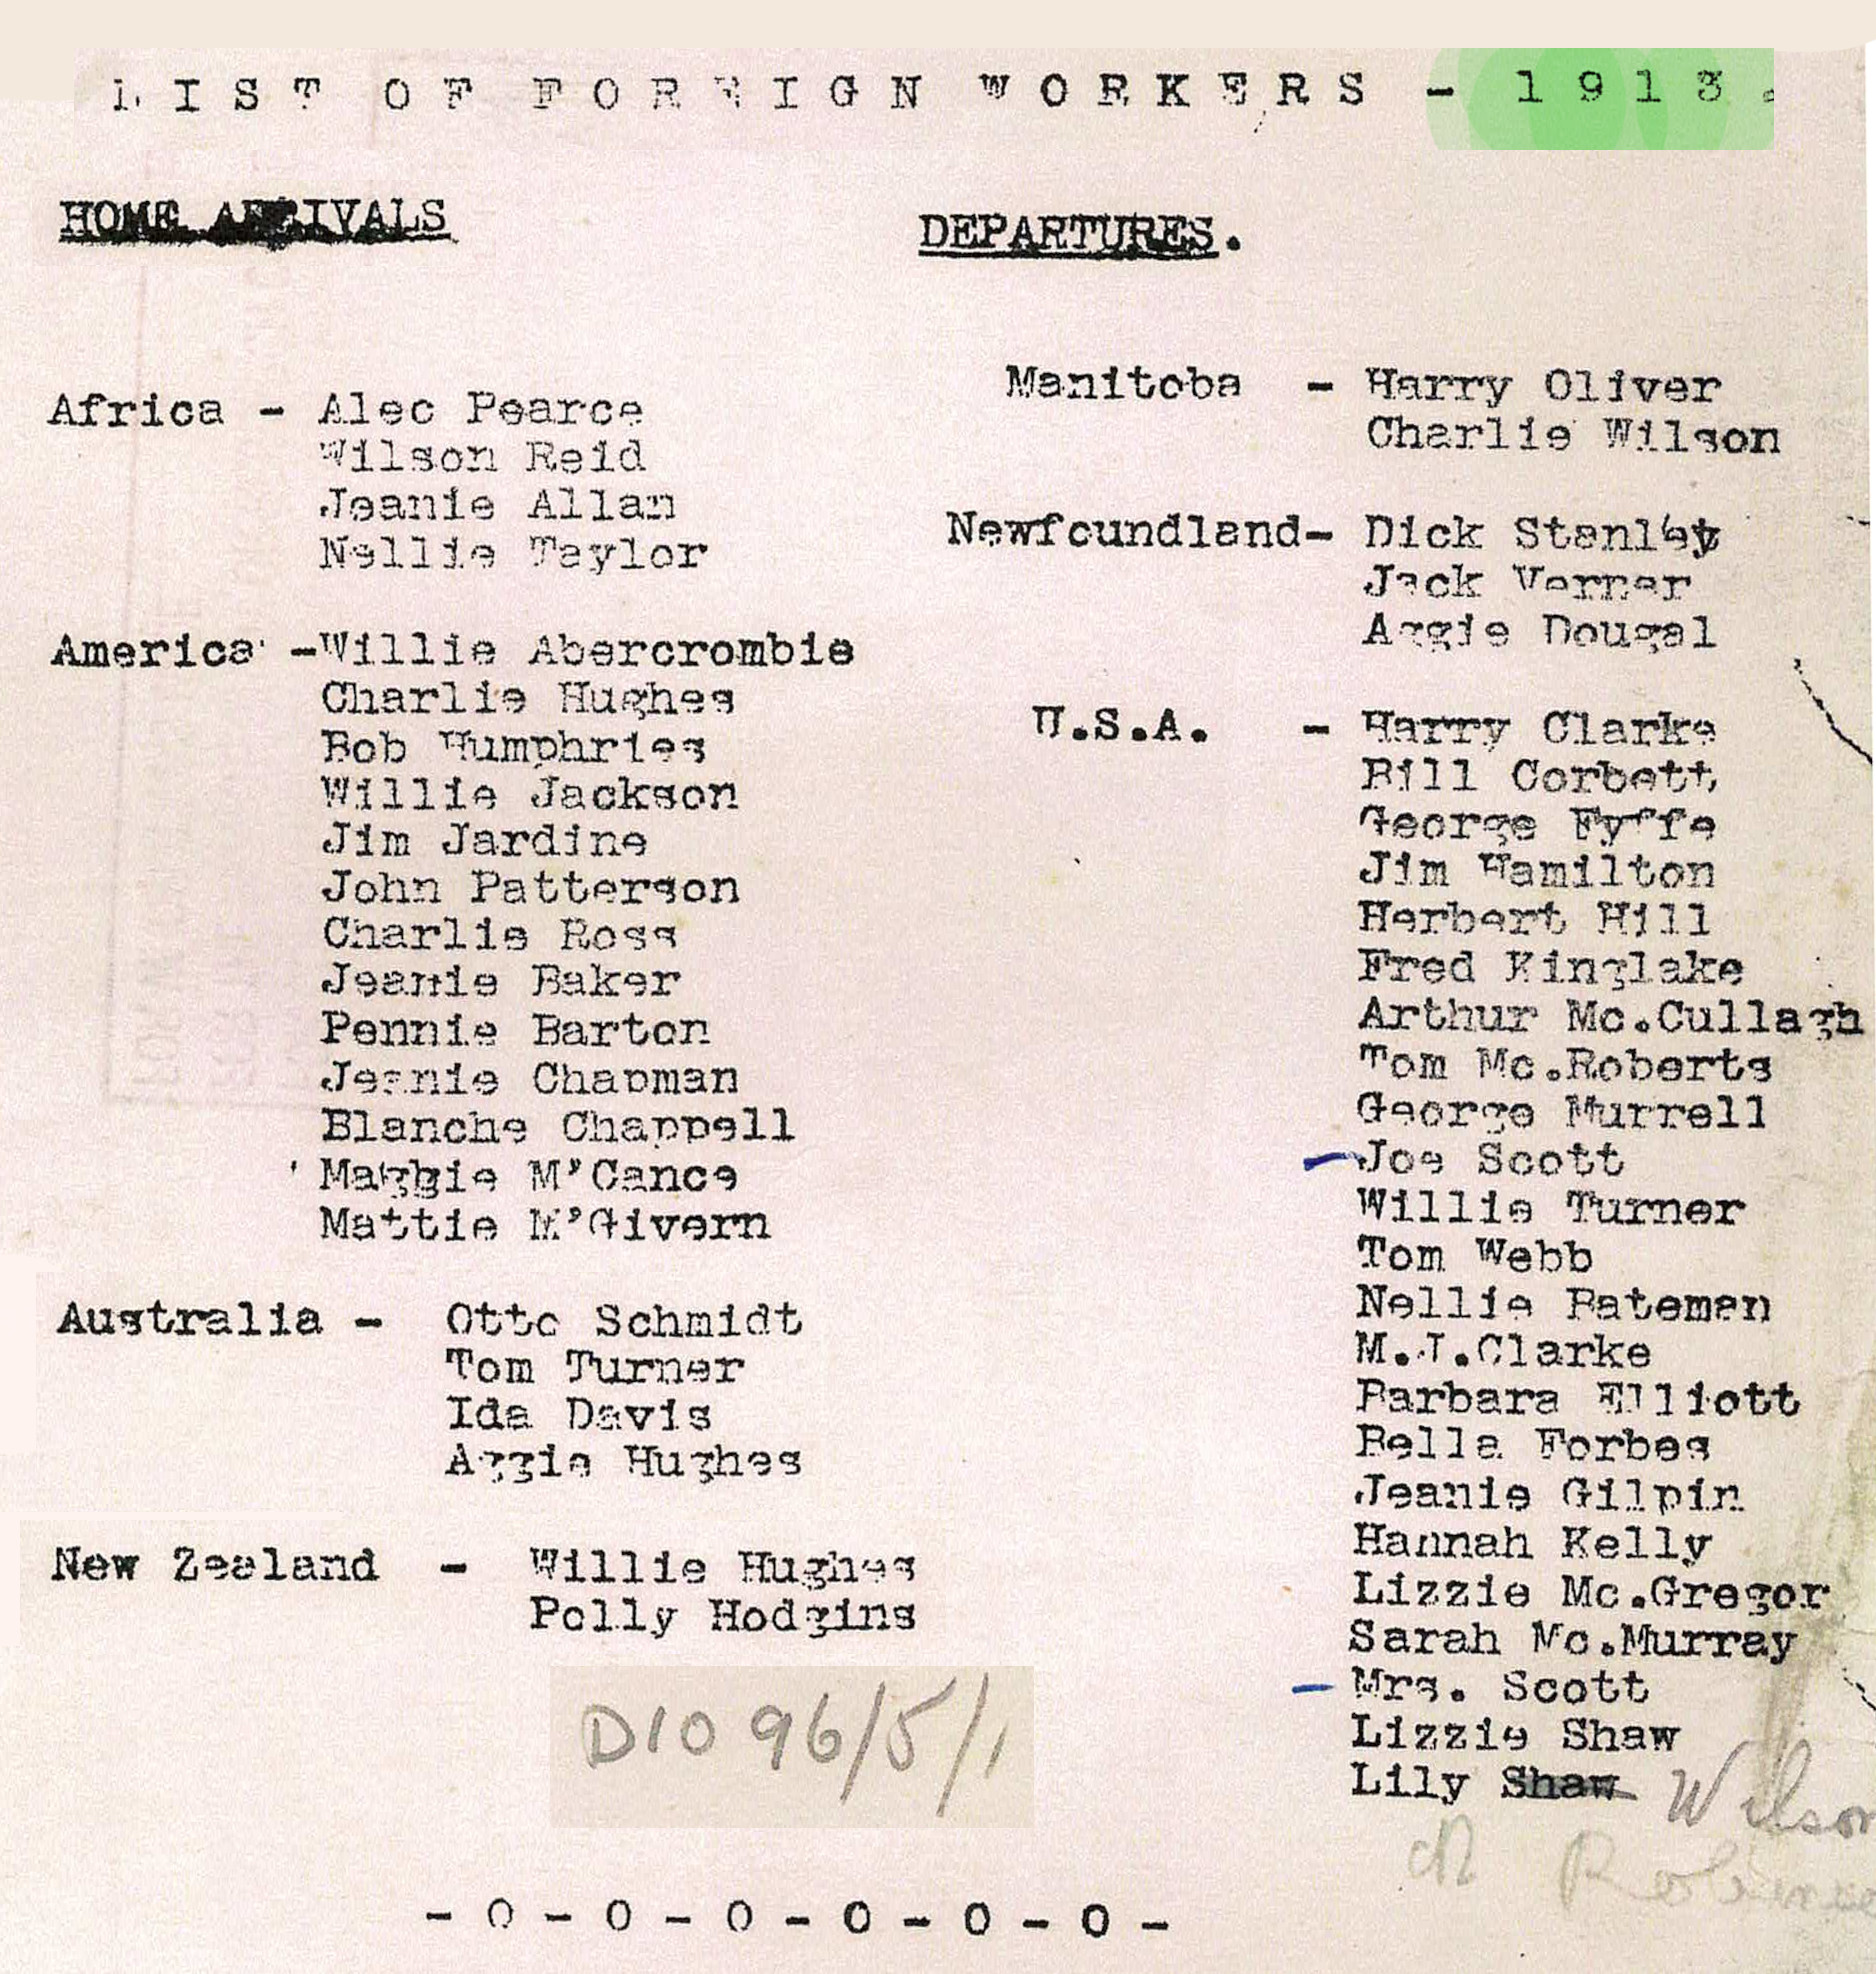 LIST OF FOREIGN WORKERS - 1913.
HOME ARRIVALS
Africa - Alec Pearce
Wilson Reid
Jeanie Allan
Nellie Taylor
America -Willie Abercrombie
Charlie Hughes
Bob Humphries
Willie Jackson
Jim Jardine
John Patterson
Charlie Ross
Jeanie Baker
Pennie Barton
Jeanie Chapman
Blanche Chappell
Maggie M'Cance
Mattie M'Givern
Australia - Otto Schmidt
Tom Turner
Ida Davis
Aggie Hughes
New Zealand - Willie Hughes
Polly Hodgins
D1096/5/1
DEPARTURES.
Manitoba - Harry Oliver
Charlie Wilson
Newfoundland- Dick Stanley
Jack Verner
Aggie Dougal
U.S.A. - Harry Clarke
Bill Corbett
George Fyffe
Jim Hamilton
Herbert Hill
Fred Kinglake
Arthur Mc.Cullagh
Tom Mc.Roberts
George Murrell
Joe Scott
Willie Turner
Tom Webb
Nellie Bateman
M.J.Clarke
Barbara Elliott
Bella Forbes
Jeanie Gilpin
Hannah Kelly
Lizzie Mc.Gregor
Sarah Mc.Murray
Mrs. Scott
Lizzie Shaw
Lily Shaw Wilson
-0-0-0-0-0-0-